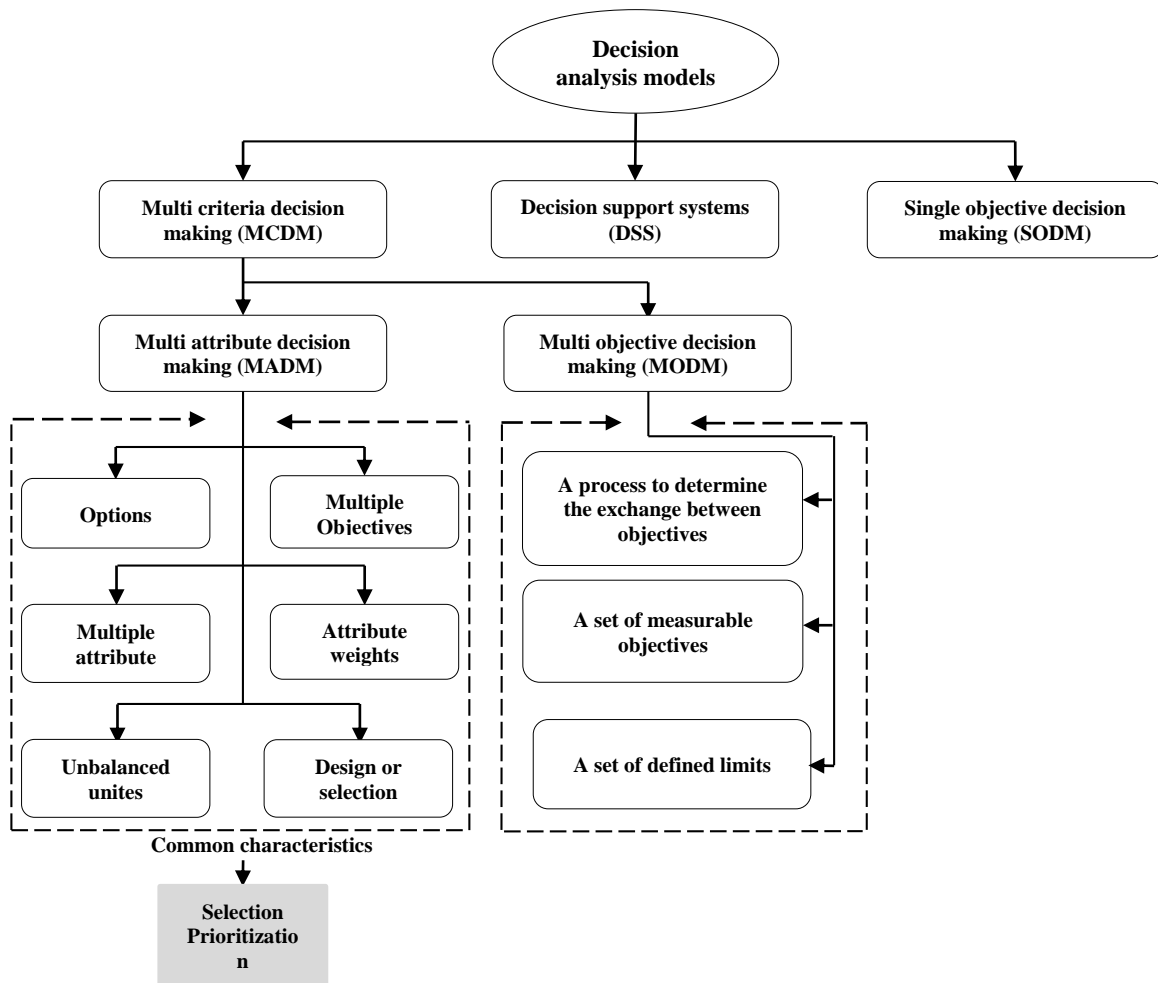 Decision
analysis models
Multi criteria decision
making (MCDM)
Decision support systems
(DSS)
Single objective decision
making (SODM)
Multi attribute decision
making (MADM)
Multi objective decision
making (MODM)
Options
Multiple
Objectives
A process to determine
the exchange between
objectives
Multiple
attribute
Attribute
weights
A set of measurable
objectives
Unbalanced
unites
Design or
selection
A set of defined limits
Common characteristics
Selection
Prioritizatio
n